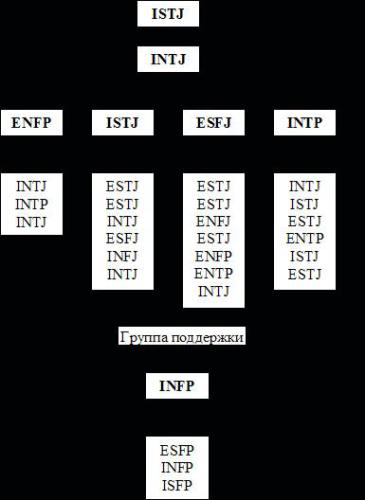 ISTJ
INTJ
ENFP
ISTJ
ESFJ
INTP
INTJ
INTP
INTJ
ESTJ
ESTJ
INTJ
ESFJ
INFJ
INTJ
ESTJ
ESTJ
ENFJ
ESTJ
ENFP
ENTP
INTJ
INTJ
ISTJ
ESTJ
ENTP
ISTJ
ESTJ
Группа поддержки
INFP
ESFP
INFP
ISFP